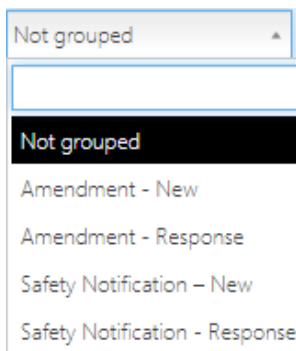 Not grouped
Not grouped
Amendment - New
Amendment - Response
Safety Notification – New
Safety Notification - Response